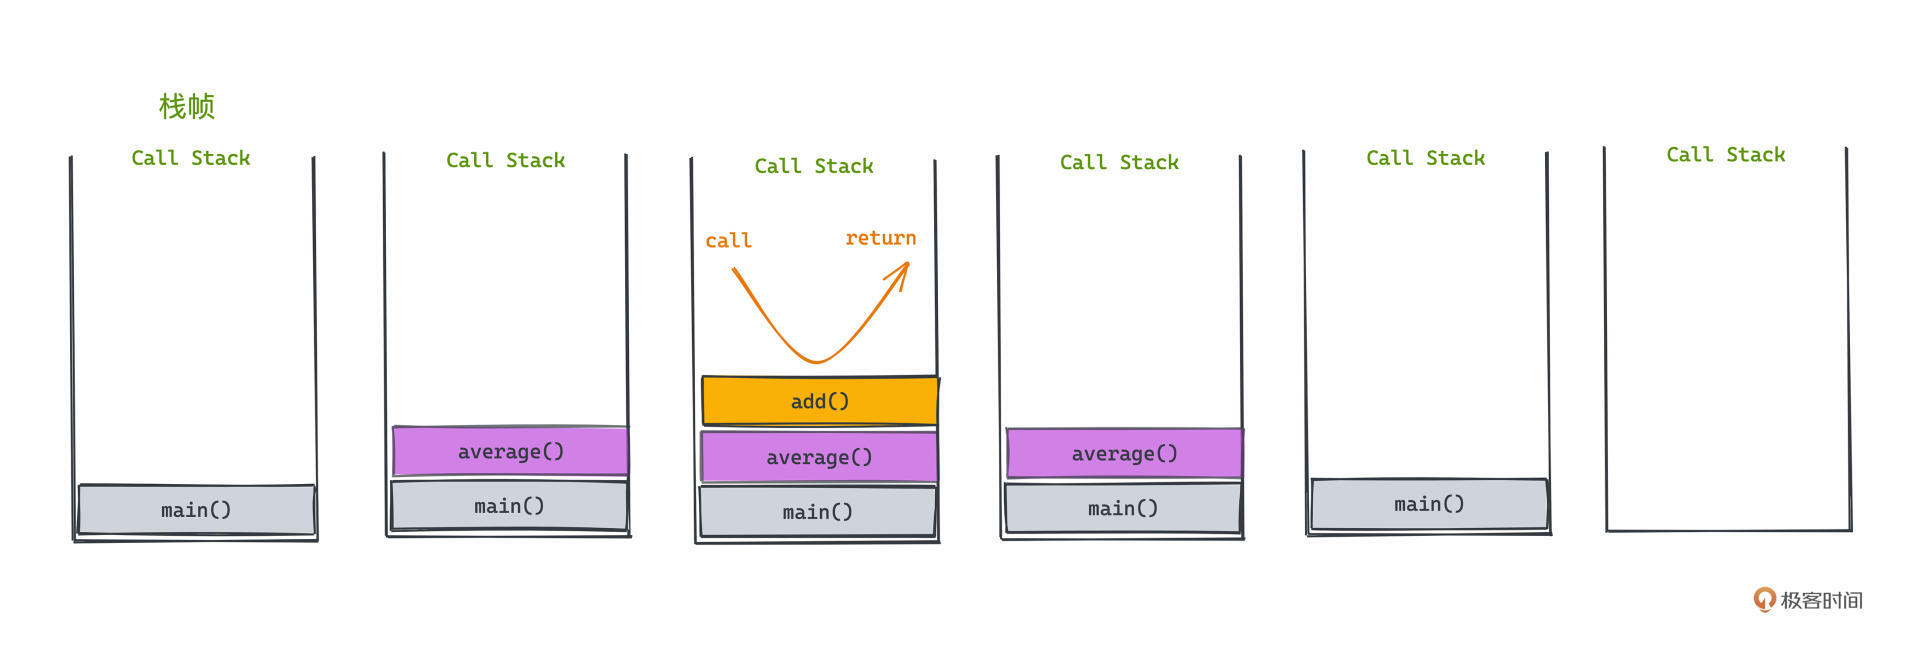 栈帧
Call Stack
main()
Call Stack
average()
main()
Call Stack
call
return
add()
average()
main()
Call Stack
average()
main()
Call Stack
main()
Call Stack
极客时间